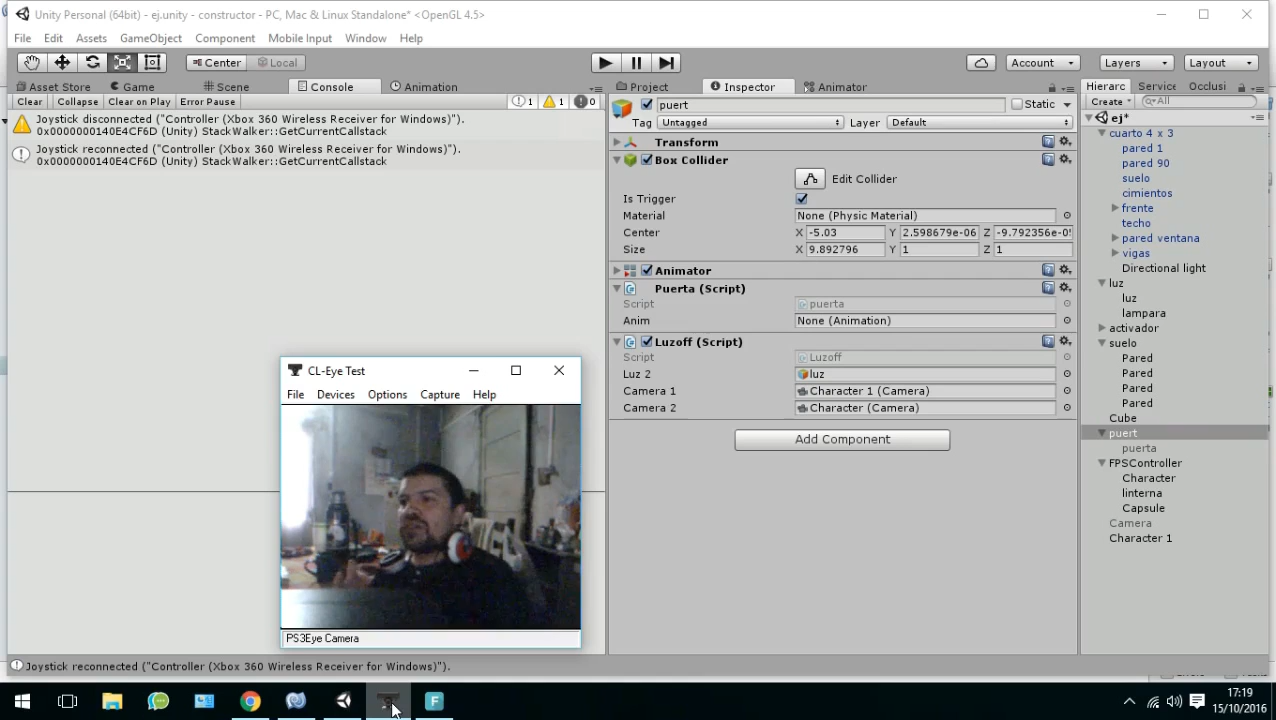 Unity Personal (64bit) - ej.unity - constructor - PC, Mac & Linux Standalone* <OpenGL 4.5>
File Edit Assets GameObject Component Mobile Input Window Help
Center Local Account Layers Layout
Asset Store Game Scene Console Animation
Clear Collapse Clear on Play Error Pause 1 1 0
Joystick disconnected ("Controller (Xbox 360 Wireless Receiver for Windows)").
0x0000000140E4CF6D (Unity) StackWalker::GetCurrentCallstack
Joystick reconnected ("Controller (Xbox 360 Wireless Receiver for Windows)").
0x0000000140E4CF6D (Unity) StackWalker::GetCurrentCallstack
Project Inspector Animator
puert Static
Tag Untagged Layer Default
Transform
Box Collider
Edit Collider
Is Trigger
Material None (Physic Material)
Center X -5.03 Y 2.598679e-06 Z -9.792356e-0
Size X 9.892796 Y 1 Z 1
Animator
Puerta (Script)
Script puerta
Anim None (Animation)
Luzoff (Script)
Script Luzoff
Luz 2 luz
Camera 1 Character 1 (Camera)
Camera 2 Character (Camera)
Add Component
Hierarc Service Occlusi
Create All
ej*
cuarto 4 x 3
pared 1
pared 90
suelo
cimientos
frente
techo
pared ventana
vigas
Directional light
luz
luz
lampara
activador
suelo
Pared
Pared
Pared
Pared
Cube
puert
puerta
FPSController
Character
linterna
Capsule
Camera
Character 1
CL-Eye Test
File Devices Options Capture Help
PS3Eye Camera
Joystick reconnected ("Controller (Xbox 360 Wireless Receiver for Windows)").
F
17:19
15/10/2016